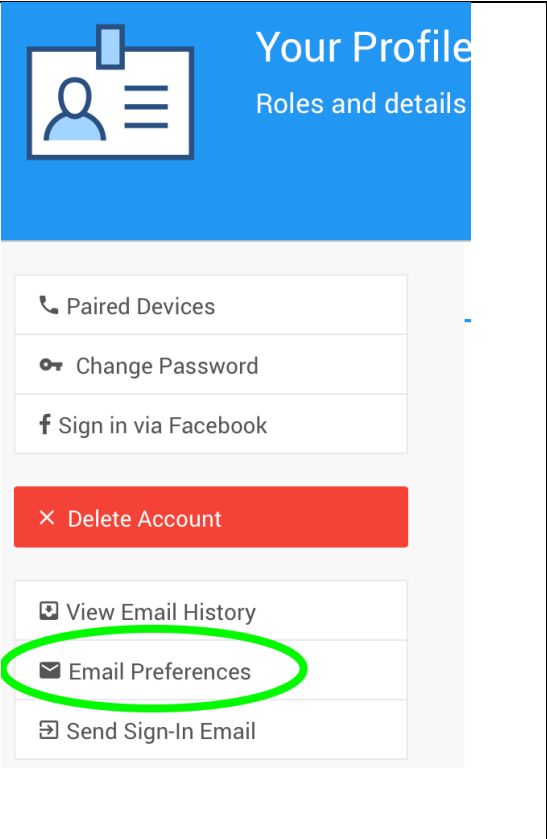 Your Profile
Roles and details
Paired Devices
Change Password
Sign in via Facebook
Delete Account
View Email History
Email Preferences
Send Sign-In Email